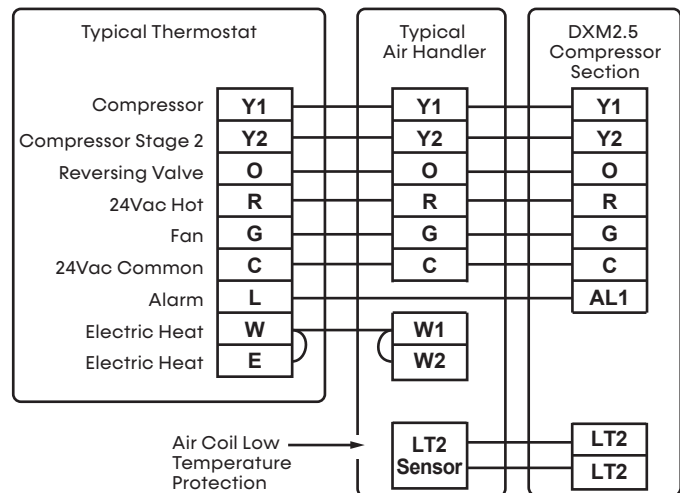 Typical Thermostat
Typical
Air Handler
DXM2.5
Compressor
Section
Compressor Y1 Y1 Y1
Compressor Stage 2 Y2 Y2 Y2
Reversing Valve O O O
24Vac Hot R R R
Fan G G G
24Vac Common C C C
Alarm L AL1
Electric Heat W W1
Electric Heat E W2
Air Coil Low
Temperature
Protection
LT2
Sensor
LT2
LT2